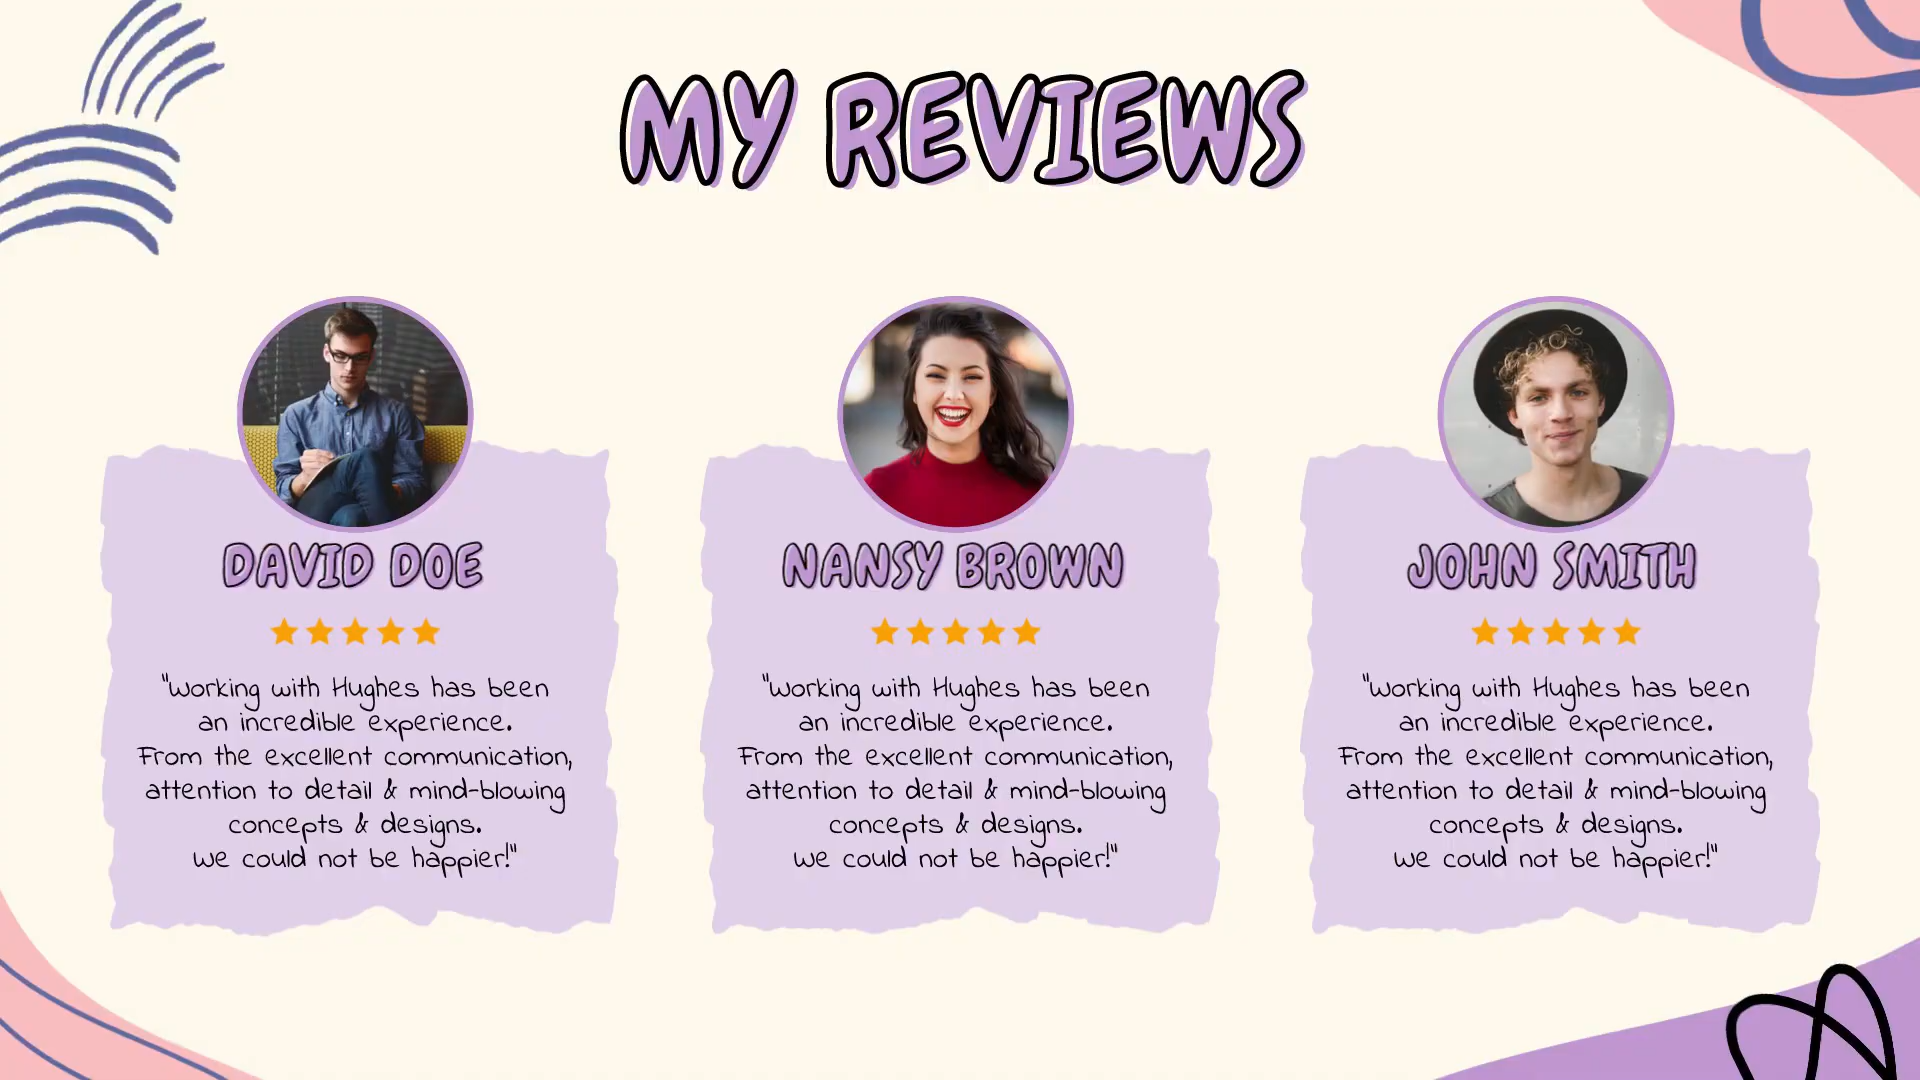 MY REVIEWS
DAVID DOE
"Working with Hughes has been
an incredible experience.
From the excellent communication,
attention to detail & mind-blowing
concepts & designs.
We could not be happier!"
NANSY BROWN
"Working with Hughes has been
an incredible experience.
From the excellent communication,
attention to detail & mind-blowing
concepts & designs.
We could not be happier!"
JOHN SMITH
"Working with Hughes has been
an incredible experience.
From the excellent communication,
attention to detail & mind-blowing
concepts & designs.
We could not be happier!"